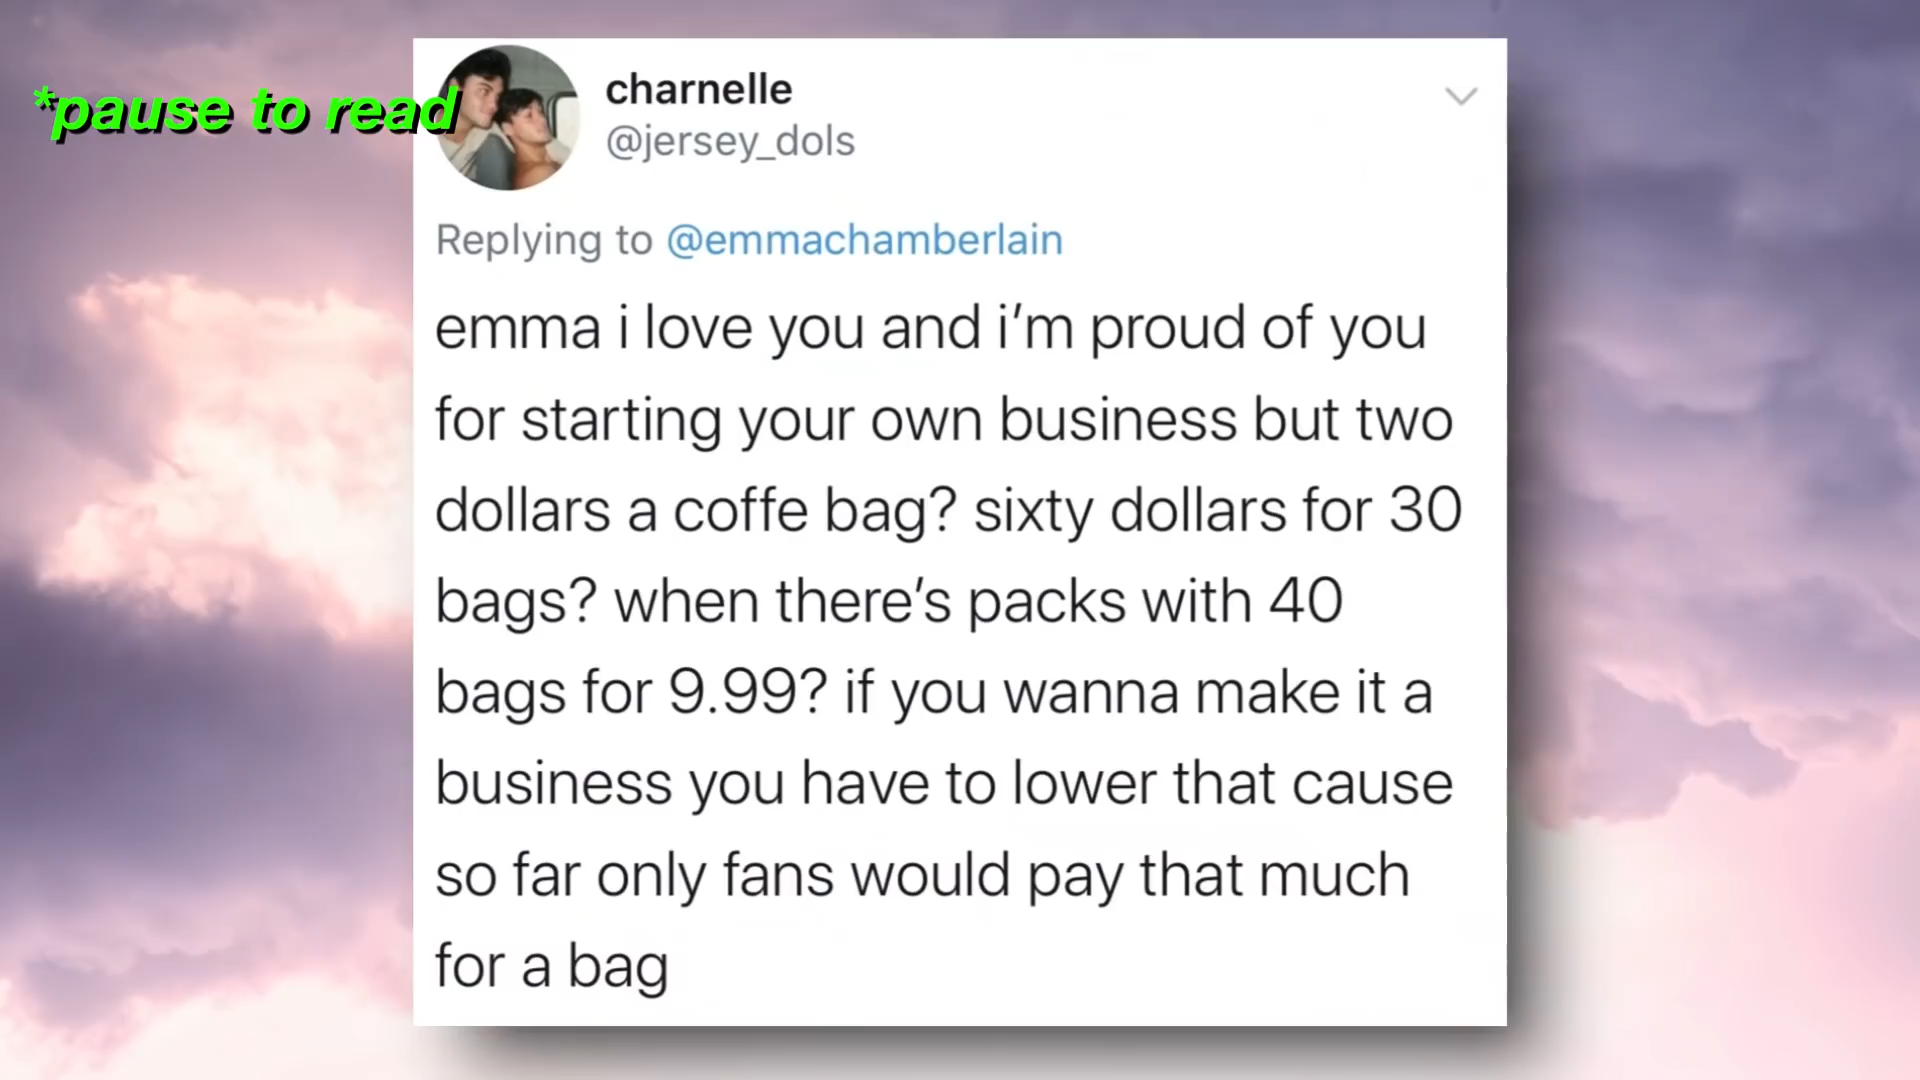 *pause to read
charnelle
@jersey_dols
Replying to @emmachamberlain
emma i love you and i’m proud of you
for starting your own business but two
dollars a coffe bag? sixty dollars for 30
bags? when there’s packs with 40
bags for 9.99? if you wanna make it a
business you have to lower that cause
so far only fans would pay that much
for a bag